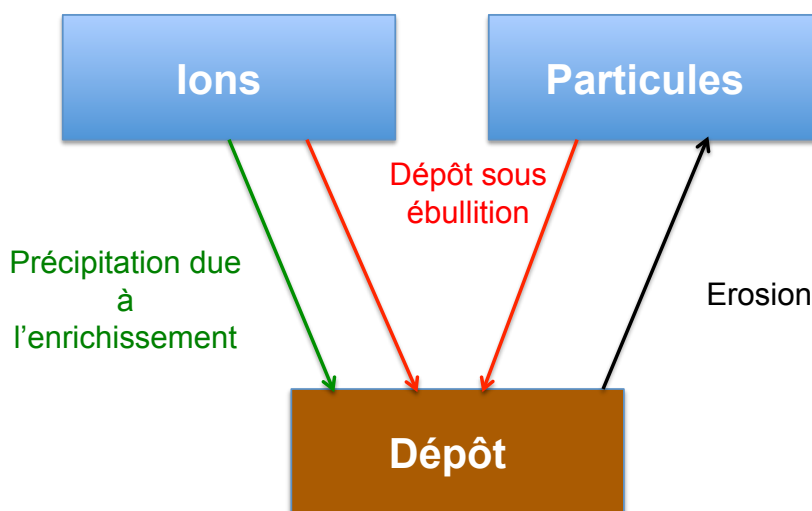 Ions
Particules
Dépôt sous
ébullition
Précipitation due
à
l'enrichissement
Erosion
Dépôt